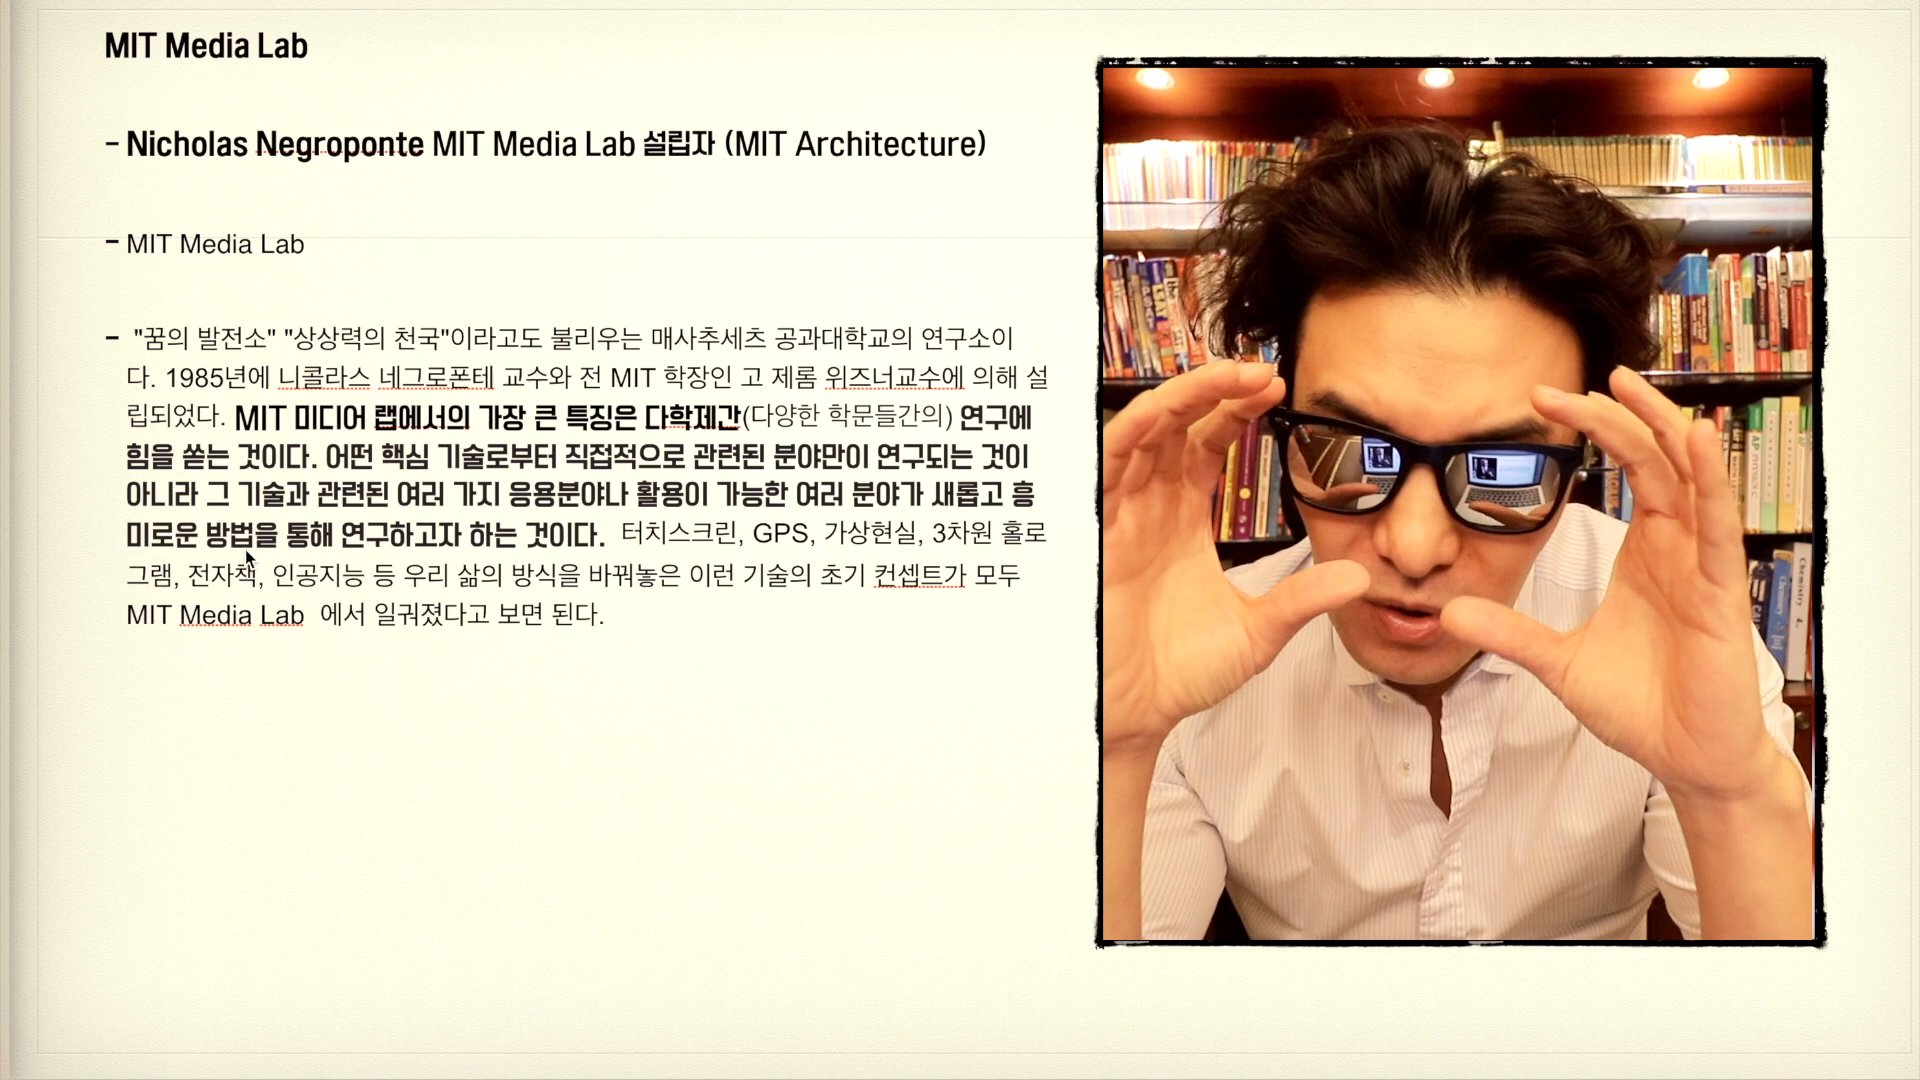 MIT Media Lab
- Nicholas Negroponte MIT Media Lab 설립자 (MIT Architecture)
- MIT Media Lab
- "꿈의 발전소" "상상력의 천국"이라고도 불리우는 매사추세츠 공과대학교의 연구소이
다. 1985년에 니콜라스 네그로폰테 교수와 전 MIT 학장인 고 제롬 위즈너교수에 의해 설
립되었다. MIT 미디어 랩에서의 가장 큰 특징은 다학제간(다양한 학문들간의) 연구에
힘을 쏟는 것이다. 어떤 핵심 기술로부터 직접적으로 관련된 분야만이 연구되는 것이
아니라 그 기술과 관련된 여러 가지 응용분야나 활용이 가능한 여러 분야가 새롭고 흥
미로운 방법을 통해 연구하고자 하는 것이다. 터치스크린, GPS, 가상현실, 3차원 홀로
그램, 전자책, 인공지능 등 우리 삶의 방식을 바꿔놓은 이런 기술의 초기 컨셉트가 모두
MIT Media Lab 에서 일궈졌다고 보면 된다.
the
AP
AP
Chemistry